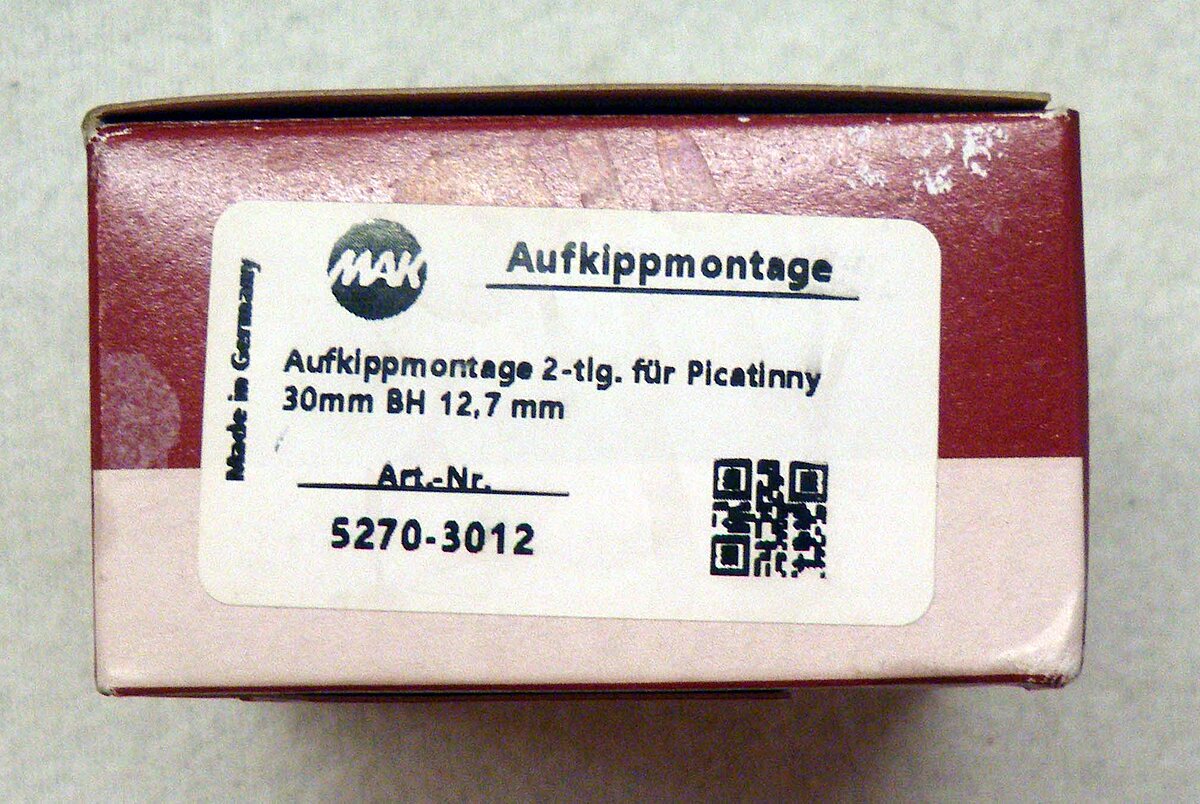 MAK
Aufkippmontage
Made in Germany
Aufkippmontage 2-tlg. für Picatinny
30mm BH 12,7 mm
Art.-Nr.
5270-3012